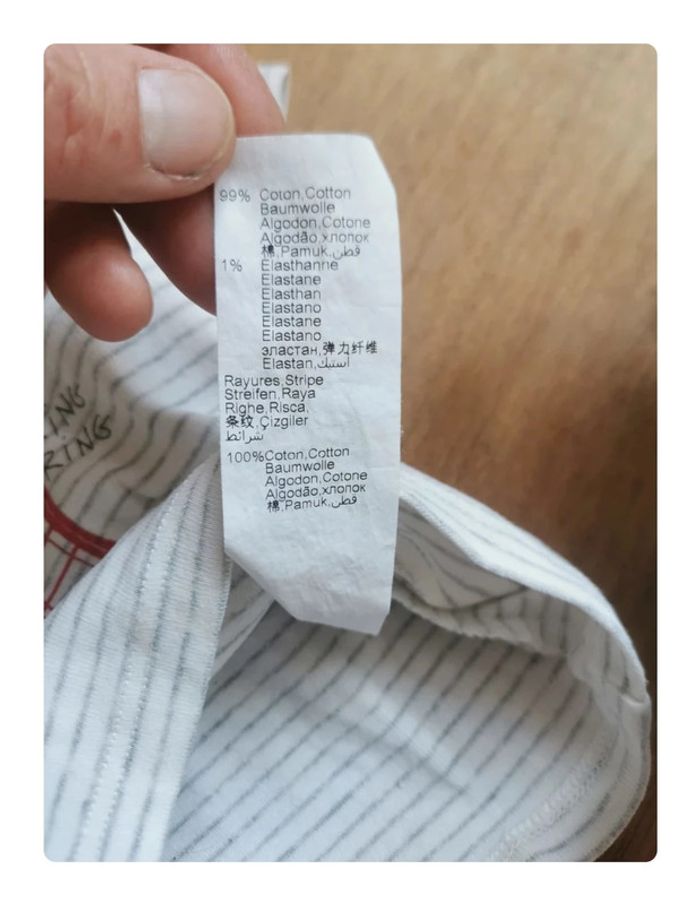 99% Coton,Cotton
Baumwolle
Algodon,Cotone
Algodão,хлопок
棉,Pamuk,قطن
1% Elasthanne
Elastane
Elasthan
Elastano
Elastane
Elastano
эластан,弹力纤维
Elastan,استيك
Rayures,Stripe
Streifen,Raya
Righe,Risca,
条纹,Çizgiler
شرائط
100%Coton,Cotton
Baumwolle
Algodon,Cotone
Algodão,хлопок
棉,Pamuk,قطن
RING